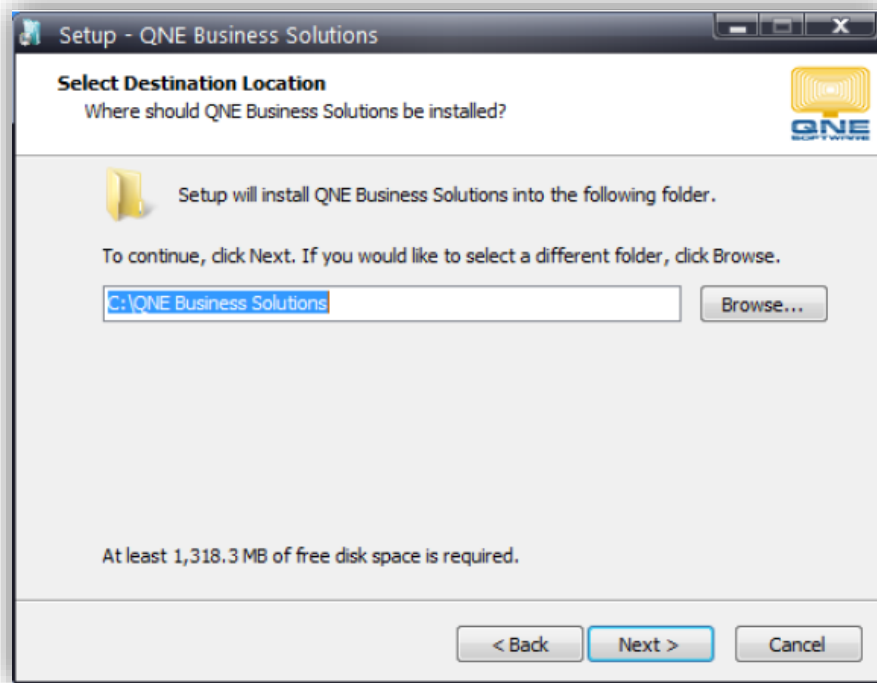 Setup - QNE Business Solutions
Select Destination Location
Where should QNE Business Solutions be installed?
QNE
SOFTWARE
Setup will install QNE Business Solutions into the following folder.
To continue, click Next. If you would like to select a different folder, click Browse.
C:\QNE Business Solutions
Browse...
At least 1,318.3 MB of free disk space is required.
< Back
Next >
Cancel